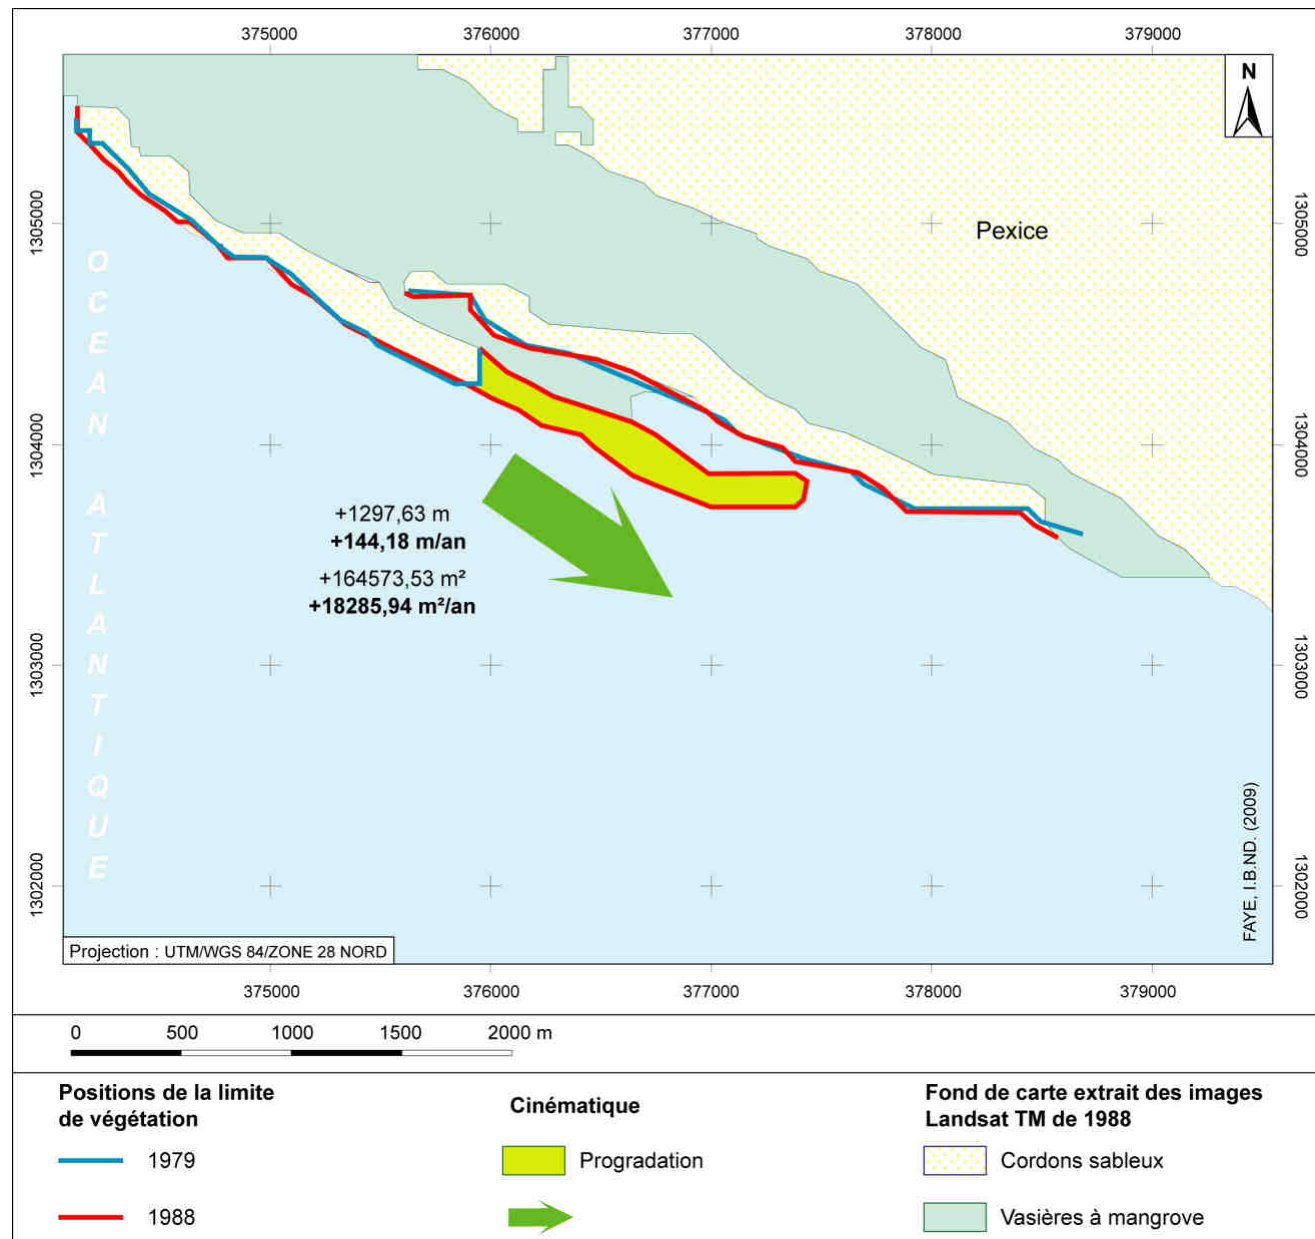 375000 376000 377000 378000 379000
N
1305000
1304000
1303000
1302000
1305000
1304000
1303000
1302000
Pexice
OCEAN ATLANTIQUE
+1297,63 m
+144,18 m/an
+164573,53 m²
+18285,94 m²/an
FAYE, I.B.ND. (2009)
Projection : UTM/WGS 84/ZONE 28 NORD
375000 376000 377000 378000 379000
0 500 1000 1500 2000 m
Positions de la limite
de végétation
1979
1988
Cinématique
Progradation
Fond de carte extrait des images
Landsat TM de 1988
Cordons sableux
Vasières à mangrove